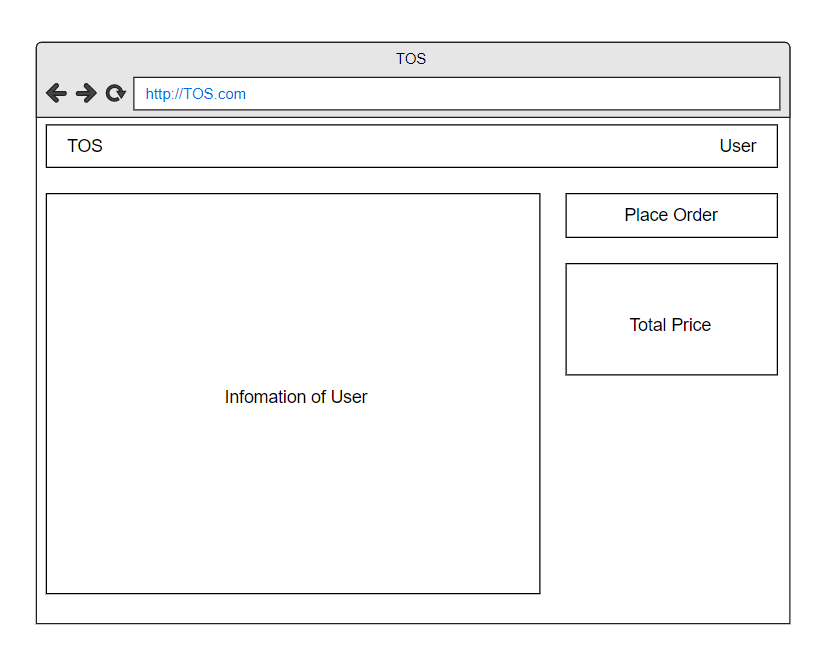 TOS
http://TOS.com
TOS
User
Place Order
Total Price
Infomation of User